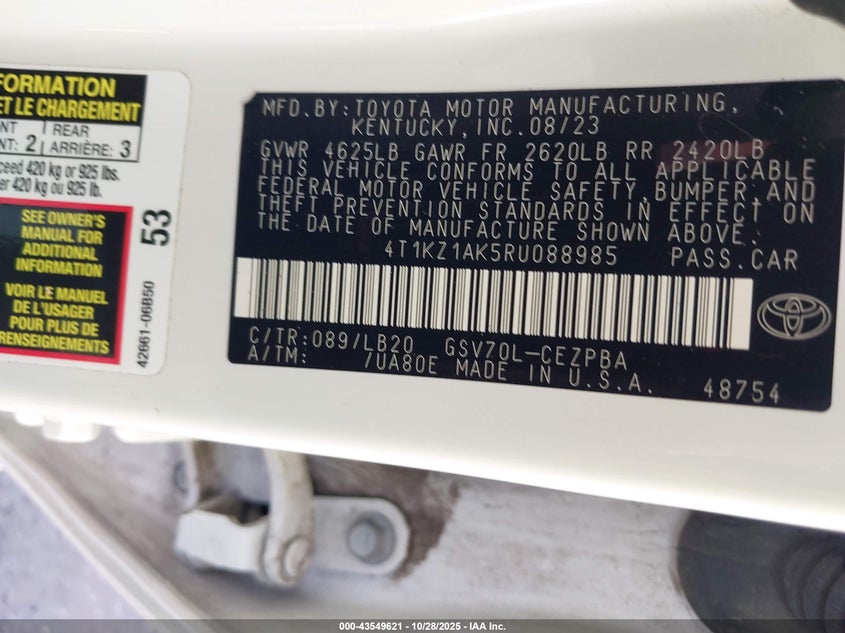 FORMATION
ET LE CHARGEMENT
2 REAR
ARRIÈRE: 3
420 kg or 925 lbs.
420 kg ou 925 lb.
SEE OWNER'S
MANUAL FOR
ADDITIONAL
INFORMATION
VOIR LE MANUEL
DE L'USAGER
POUR PLUS DE
RENSEIGNEMENTS
53
42661-06B50
MFD.BY:TOYOTA MOTOR MANUFACTURING,
KENTUCKY, INC. 08/23
GVWR 4625LB GAWR FR 2620LB RR 2420LB
THIS VEHICLE CONFORMS TO ALL APPLICABLE
FEDERAL MOTOR VEHICLE SAFETY, BUMPER AND
THEFT PREVENTION STANDARDS IN EFFECT ON
THE DATE OF MANUFACTURE SHOWN ABOVE.
4T1KZ1AK5RU088985 PASS.CAR
C/TR:089/LB20 GSV70L-CEZPBA
A/TM: /UA80E MADE IN U.S.A.
48754
000-43549621 | 10/28/2025 - IAA Inc.